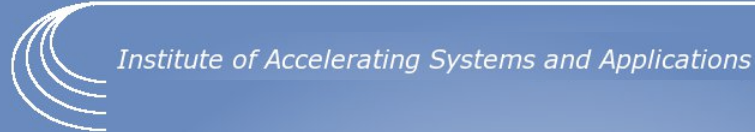 Institute of Accelerating Systems and Applications